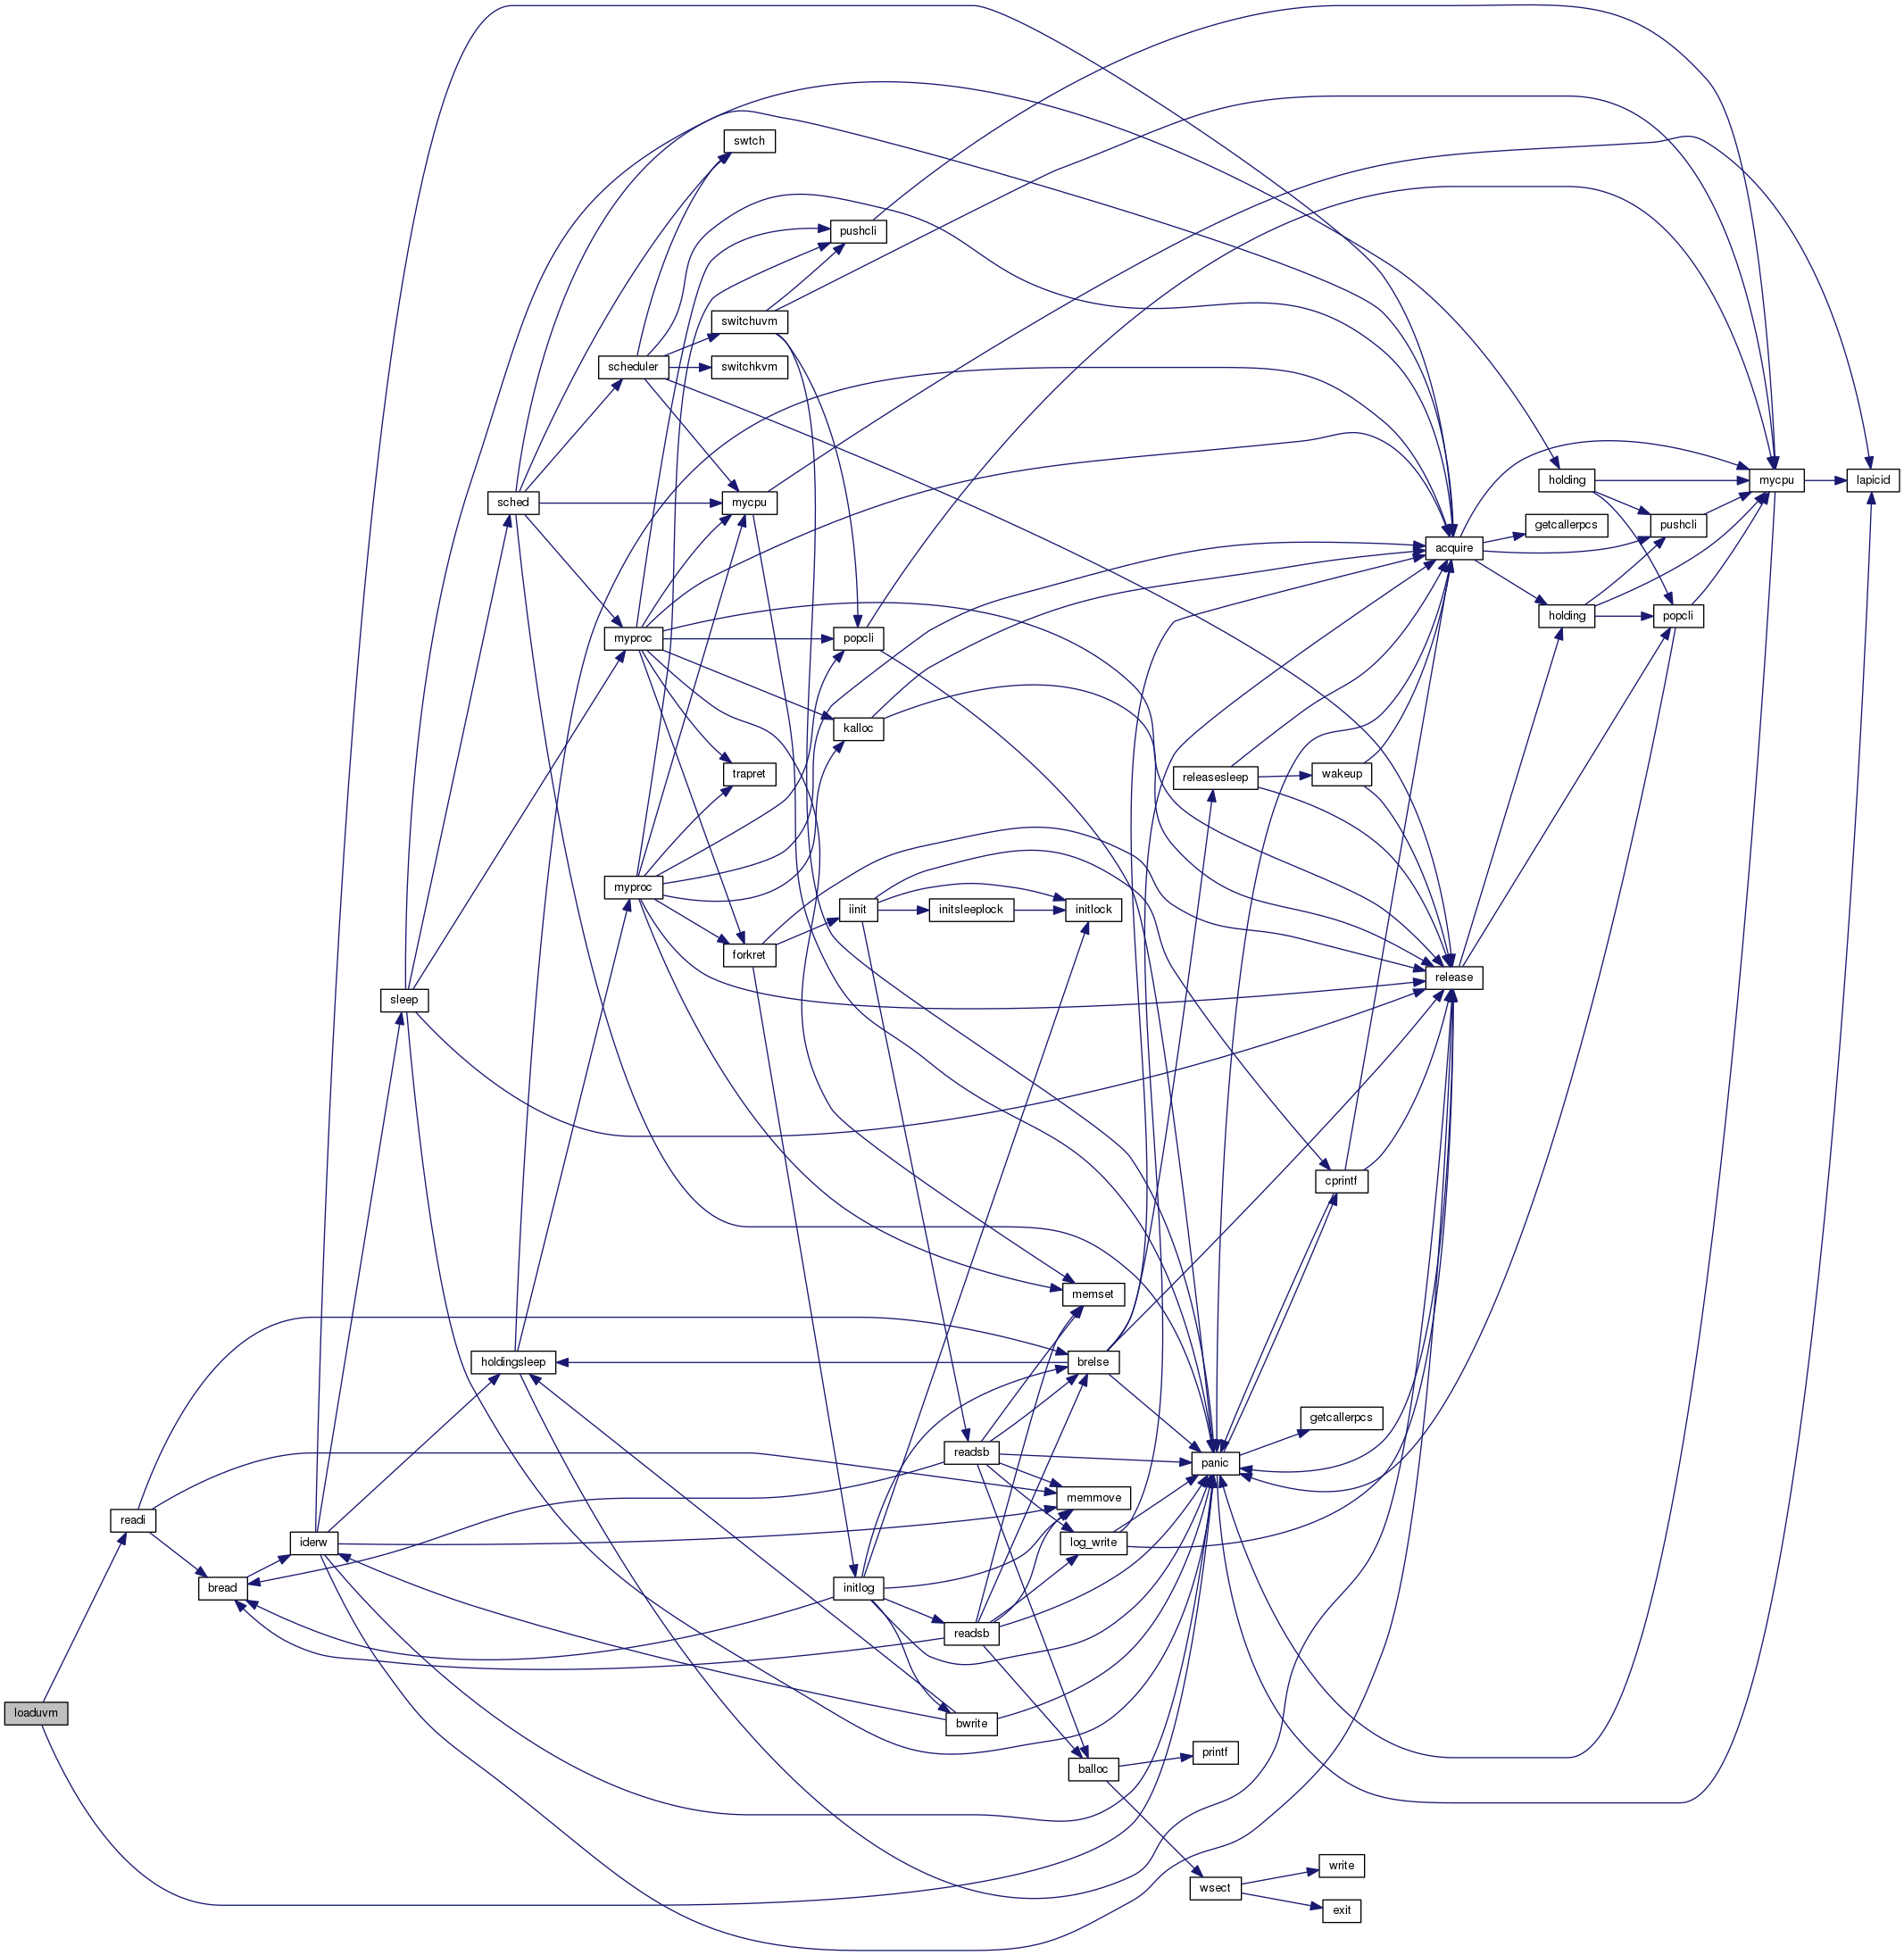 swtch
pushcli
switchuvm
scheduler
switchkvm
holding
mycpu
lapicid
sched
mycpu
getcallerpcs
pushcli
acquire
holding
popcli
myproc
popcli
kalloc
trapret
releasesleep
wakeup
myproc
iinit
initsleeplock
initlock
forkret
release
sleep
cprintf
memset
holdingsleep
brelse
getcallerpcs
readsb
panic
memmove
readi
iderw
log_write
bread
initlog
readsb
loaduvm
bwrite
printf
balloc
write
wsect
exit